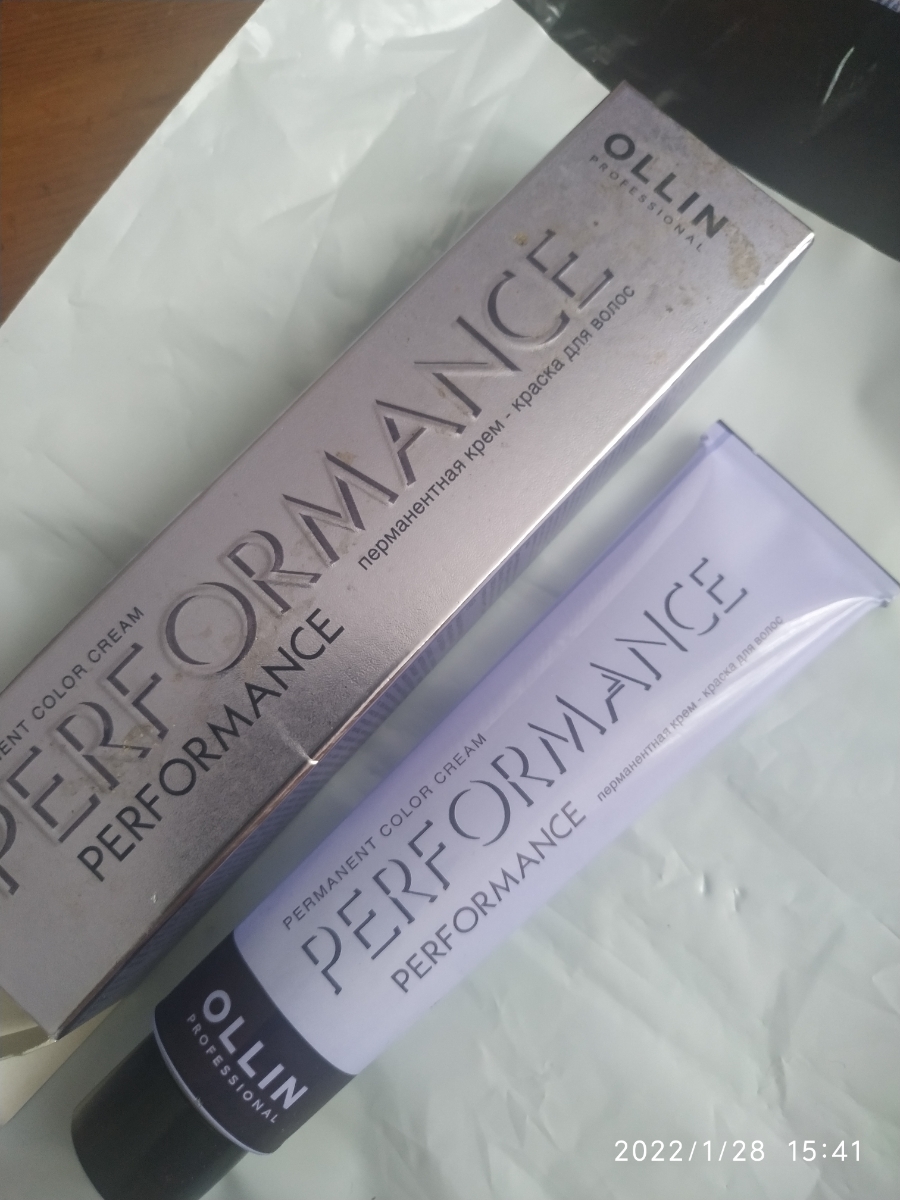 OLLIN
PROFESSIONAL
PERMANENT COLOR CREAM
PERFORMANCE
PERFORMANCE
перманентная крем - краска для волос
PERMANENT COLOR CREAM
PERFORMANCE
PERFORMANCE
перманентная крем - краска для волос
OLLIN
PROFESSIONAL
2022/1/28 15:41